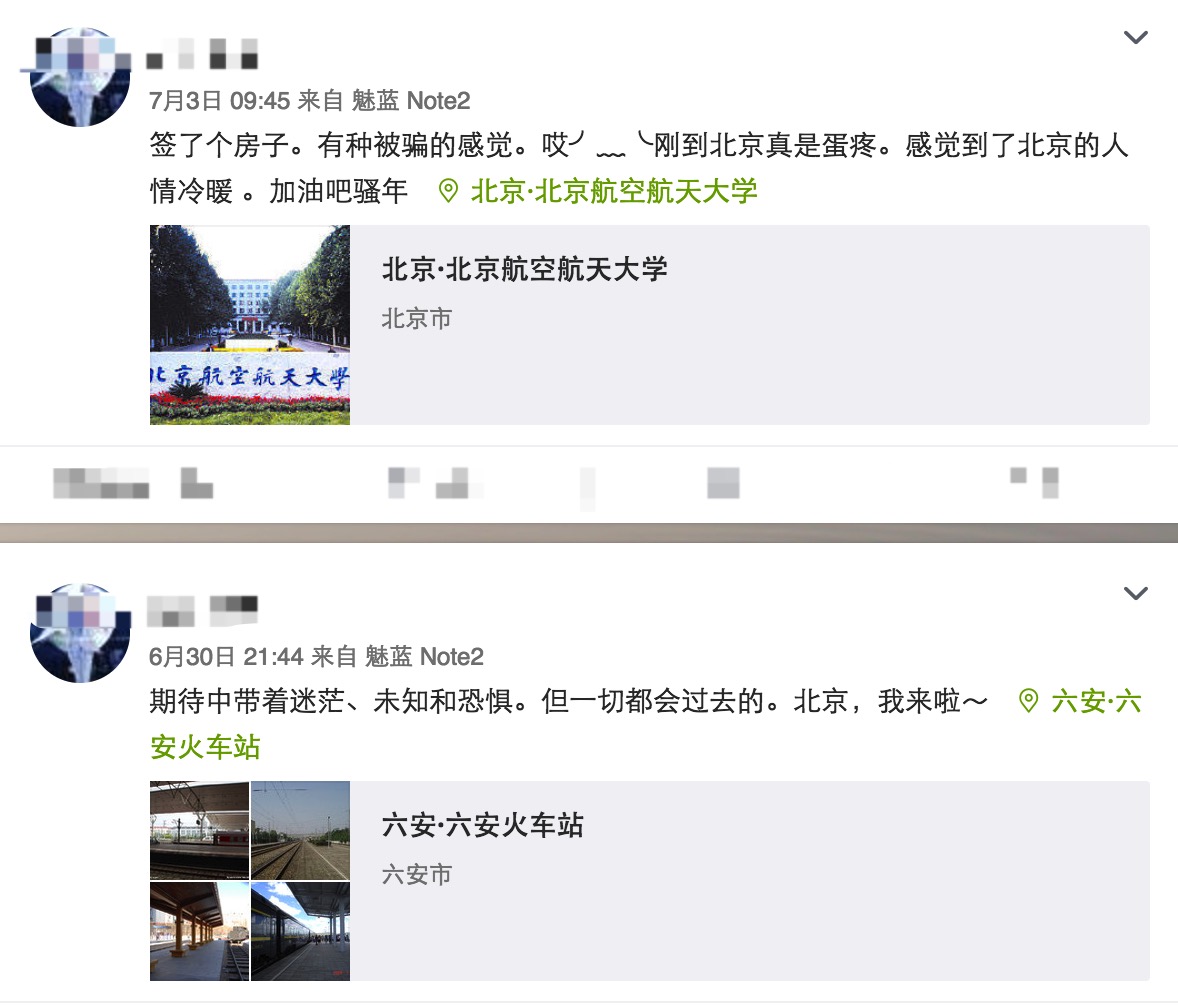 7月3日 09:45 来自 魅蓝 Note2
签了个房子。有种被骗的感觉。哎╯﹏╰刚到北京真是蛋疼。感觉到了北京的人
情冷暖 。加油吧骚年 北京·北京航空航天大学
北京·北京航空航天大学
北京市
北京航空航天大學
6月30日 21:44 来自 魅蓝 Note2
期待中带着迷茫、未知和恐惧。但一切都会过去的。北京，我来啦～ 六安·六
安火车站
六安·六安火车站
六安市